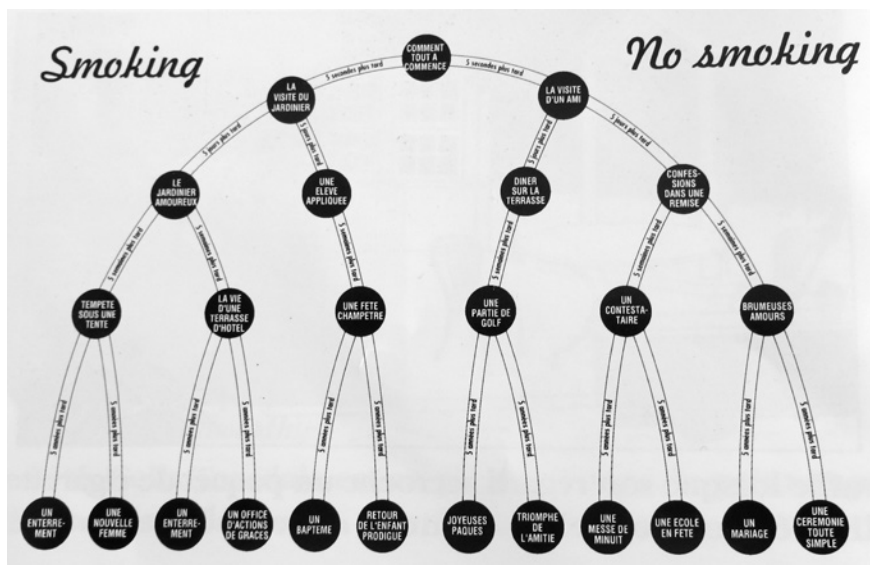 Smoking
No smoking
COMMENT
TOUT A
COMMENCE
5 secondes plus tard
5 secondes plus tard
LA
VISITE DU
JARDINIER
LA VISITE
D'UN AMI
5 jours plus tard
5 jours plus tard
5 jours plus tard
5 jours plus tard
LE
JARDINIER
AMOUREUX
UNE
ELEVE
APPLIQUEE
DINER
SUR LA
TERRASSE
CONFES-
SIONS
DANS UNE
REMISE
5 semaines plus tard
5 semaines plus tard
5 semaines plus tard
5 semaines plus tard
5 semaines plus tard
5 semaines plus tard
TEMPETE
SOUS UNE
TENTE
LA VIE
D'UNE
TERRASSE
D'HOTEL
UNE FETE
CHAMPETRE
UNE
PARTIE DE
GOLF
UN
CONTESTA-
TAIRE
BRUMEUSES
AMOURS
5 années plus tard
5 années plus tard
5 années plus tard
5 années plus tard
5 années plus tard
5 années plus tard
5 années plus tard
5 années plus tard
5 années plus tard
5 années plus tard
5 années plus tard
5 années plus tard
UN
ENTERRE-
MENT
UNE
NOUVELLE
FEMME
UN
ENTERRE-
MENT
UN OFFICE
D'ACTIONS
DE GRACES
UN
BAPTEME
RETOUR
DE L'ENFANT
PRODIGUE
JOYEUSES
PAQUES
TRIOMPHE
DE
L'AMITIE
UNE
MESSE DE
MINUIT
UNE ECOLE
EN FETE
UN
MARIAGE
UNE
CEREMONIE
TOUTE
SIMPLE